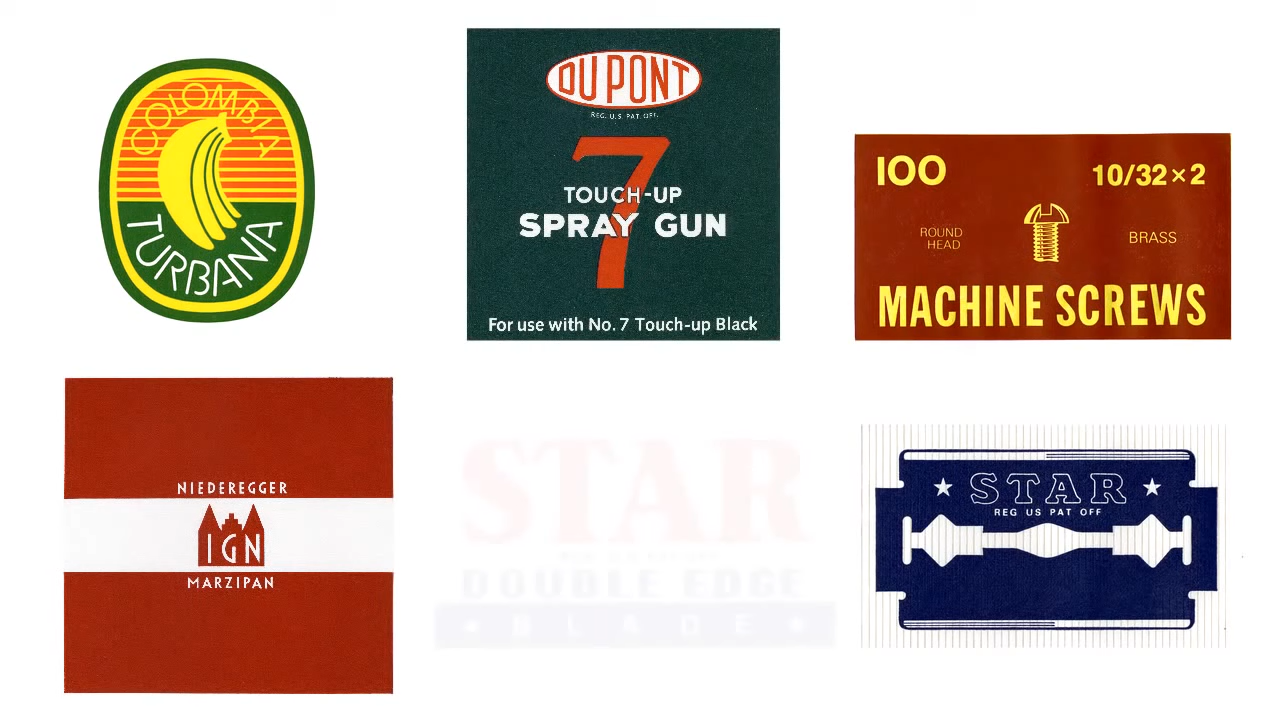 COLOMBIA
TURBANA
DU PONT
REG. U.S. PAT. OFF.
7
TOUCH-UP
SPRAY GUN
For use with No. 7 Touch-up Black
100
10/32 × 2
ROUND
HEAD
BRASS
MACHINE SCREWS
NIEDEREGGER
IGN
MARZIPAN
STAR
DOUBLE EDGE
BLADE
STAR
REG US PAT OFF